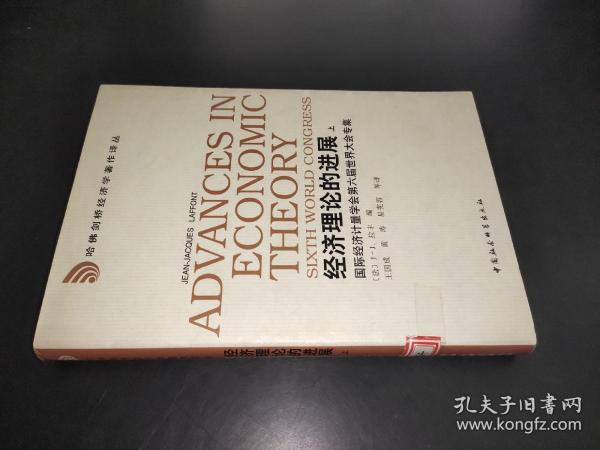 哈佛剑桥经济学著作译丛
JEAN-JACQUES LAFFONT
ADVANCES IN
ECONOMIC
THEORY
SIXTH WORLD CONGRESS
经济理论的进展 上
国际经济计量学会第六届世界大会专集
〔法〕J-J. 拉丰 编
王国成 黄涛 易宪容 等译
中国社会科学出版社
经济理论的进展 上
孔夫子旧书网
www.kongfz.com